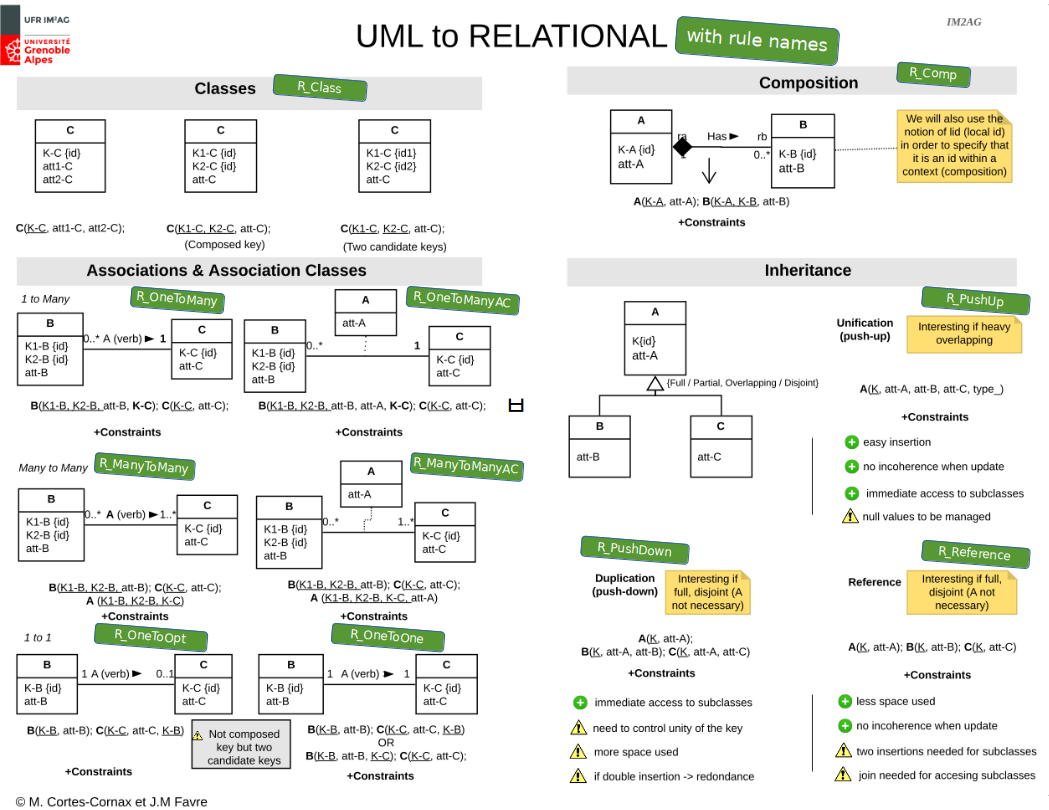 UFR IM²AG
UNIVERSITÉ
Grenoble
Alpes
UML to RELATIONAL
with rule names
IM2AG
Classes
R_Class
C
K-C {id}
att1-C
att2-C
C
K1-C {id}
K2-C {id}
att-C
C
K1-C {id1}
K2-C {id2}
att-C
C(K-C, att1-C, att2-C);
C(K1-C, K2-C, att-C);
(Composed key)
C(K1-C, K2-C, att-C);
(Two candidate keys)
Associations & Association Classes
1 to Many
R_OneToMany
B
K1-B {id}
K2-B {id}
att-B
0..* A (verb) ► 1
C
K-C {id}
att-C
B(K1-B, K2-B, att-B, K-C); C(K-C, att-C);
+Constraints
R_OneToManyAC
A
att-A
B
K1-B {id}
K2-B {id}
att-B
0..*
1
C
K-C {id}
att-C
B(K1-B, K2-B, att-B, att-A, K-C); C(K-C, att-C);
+Constraints
Many to Many
R_ManyToMany
B
K1-B {id}
K2-B {id}
att-B
0..* A (verb) ► 1..*
C
K-C {id}
att-C
B(K1-B, K2-B, att-B); C(K-C, att-C);
A (K1-B, K2-B, K-C)
+Constraints
R_ManyToManyAC
A
att-A
B
K1-B {id}
K2-B {id}
att-B
0..*
1..*
C
K-C {id}
att-C
B(K1-B, K2-B, att-B); C(K-C, att-C);
A (K1-B, K2-B, K-C, att-A)
+Constraints
1 to 1
R_OneToOpt
B
K-B {id}
att-B
1 A (verb) ► 0..1
C
K-C {id}
att-C
B(K-B, att-B); C(K-C, att-C, K-B)
+Constraints
Not composed
key but two
candidate keys
R_OneToOne
B
K-B {id}
att-B
1 A (verb) ► 1
C
K-C {id}
att-C
B(K-B, att-B); C(K-C, att-C, K-B)
OR
B(K-B, att-B, K-C); C(K-C, att-C);
+Constraints
© M. Cortes-Cornax et J.M Favre
Composition
R_Comp
A
K-A {id}
att-A
ra
1
Has ►
rb
0..*
B
K-B {id}
att-B
We will also use the
notion of lid (local id)
in order to specify that
it is an id within a
context (composition)
A(K-A, att-A); B(K-A, K-B, att-B)
+Constraints
Inheritance
A
K{id}
att-A
{Full / Partial, Overlapping / Disjoint}
B
att-B
C
att-C
R_PushUp
Unification
(push-up)
Interesting if heavy
overlapping
A(K, att-A, att-B, att-C, type_)
+Constraints
easy insertion
no incoherence when update
immediate access to subclasses
null values to be managed
R_PushDown
Duplication
(push-down)
Interesting if
full, disjoint (A
not necessary)
A(K, att-A);
B(K, att-A, att-B); C(K, att-A, att-C)
+Constraints
immediate access to subclasses
need to control unity of the key
more space used
if double insertion -> redondance
R_Reference
Reference
Interesting if full,
disjoint (A not
necessary)
A(K, att-A); B(K, att-B); C(K, att-C)
+Constraints
less space used
no incoherence when update
two insertions needed for subclasses
join needed for accesing subclasses